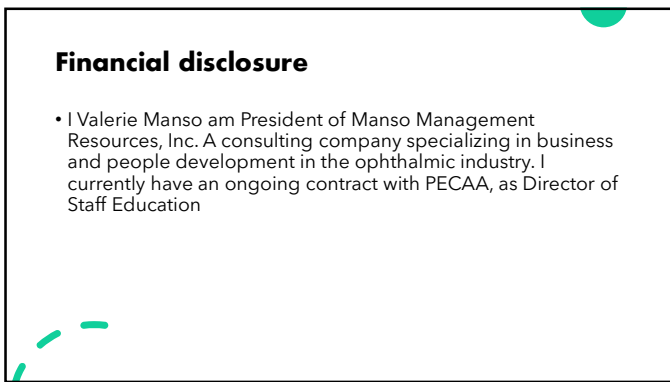 Financial disclosure
• I Valerie Manso am President of Manso Management
Resources, Inc. A consulting company specializing in business
and people development in the ophthalmic industry. I
currently have an ongoing contract with PECAA, as Director of
Staff Education